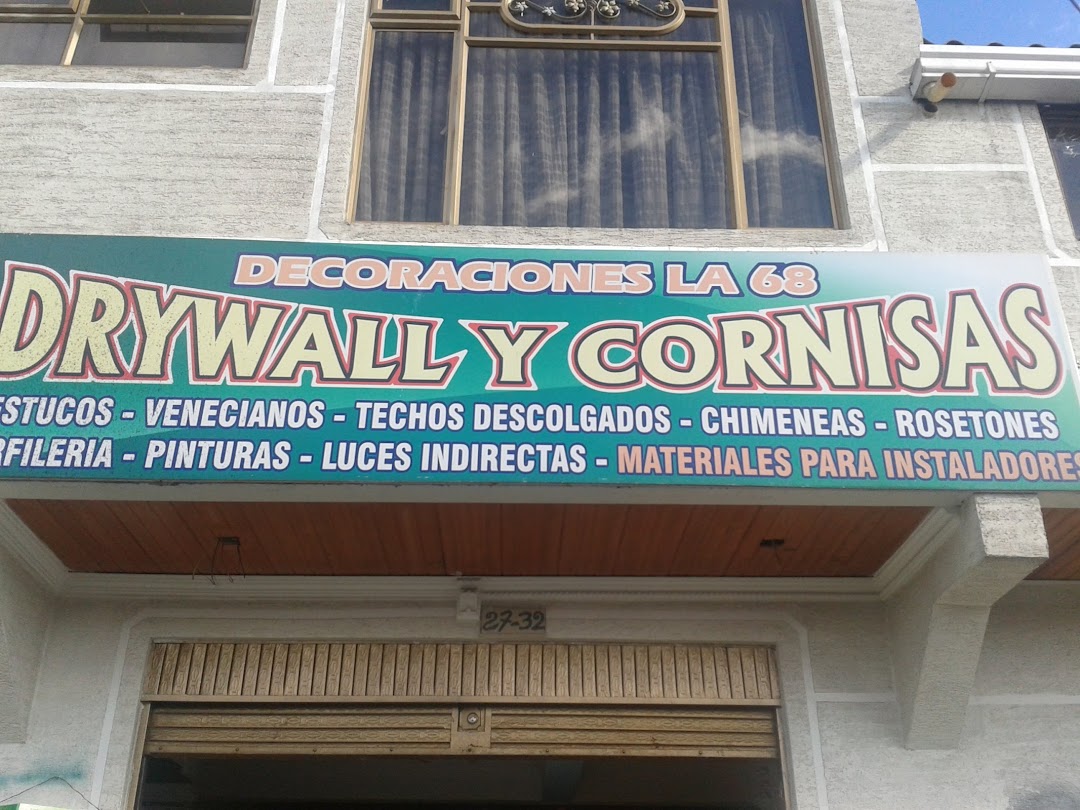 DECORACIONES LA 68
DRYWALL Y CORNISAS
ESTUCOS - VENECIANOS - TECHOS DESCOLGADOS - CHIMENEAS - ROSETONES
RFILERIA - PINTURAS - LUCES INDIRECTAS - MATERIALES PARA INSTALADORES
27-32